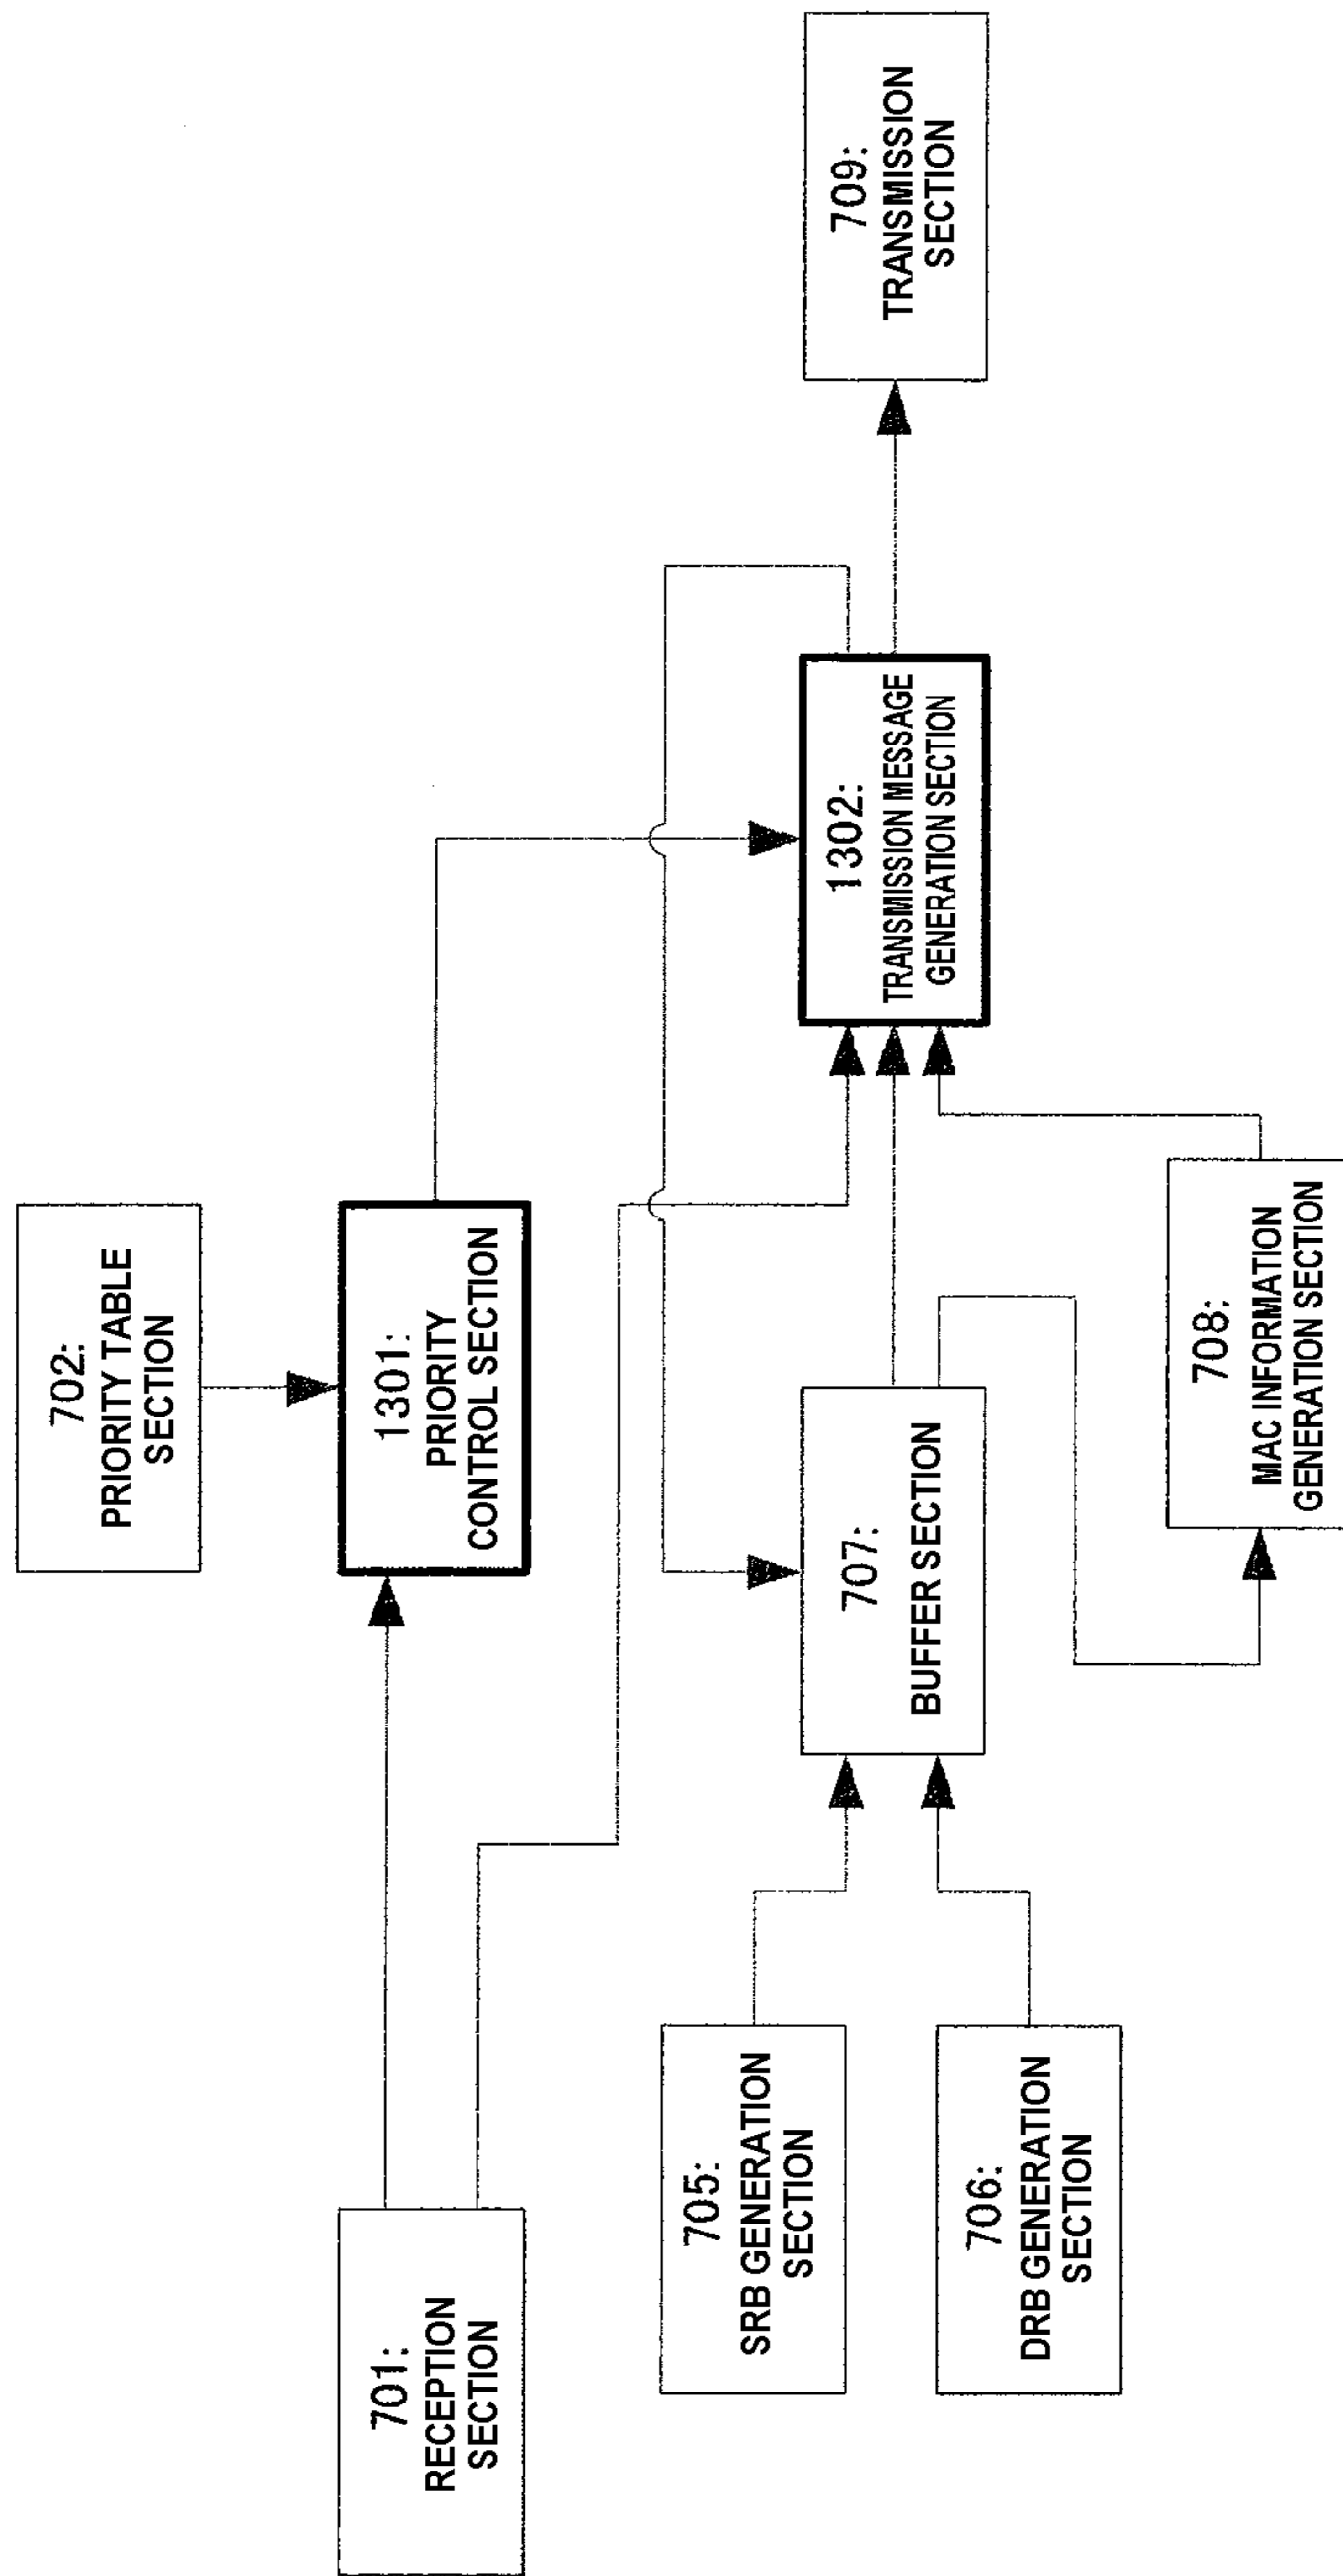 701:
RECEPTION
SECTION
702:
PRIORITY TABLE
SECTION
1301:
PRIORITY
CONTROL SECTION
705:
SRB GENERATION
SECTION
706:
DRB GENERATION
SECTION
707:
BUFFER SECTION
708:
MAC INFORMATION
GENERATION SECTION
1302:
TRANSMISSION MESSAGE
GENERATION SECTION
709:
TRANSMISSION
SECTION